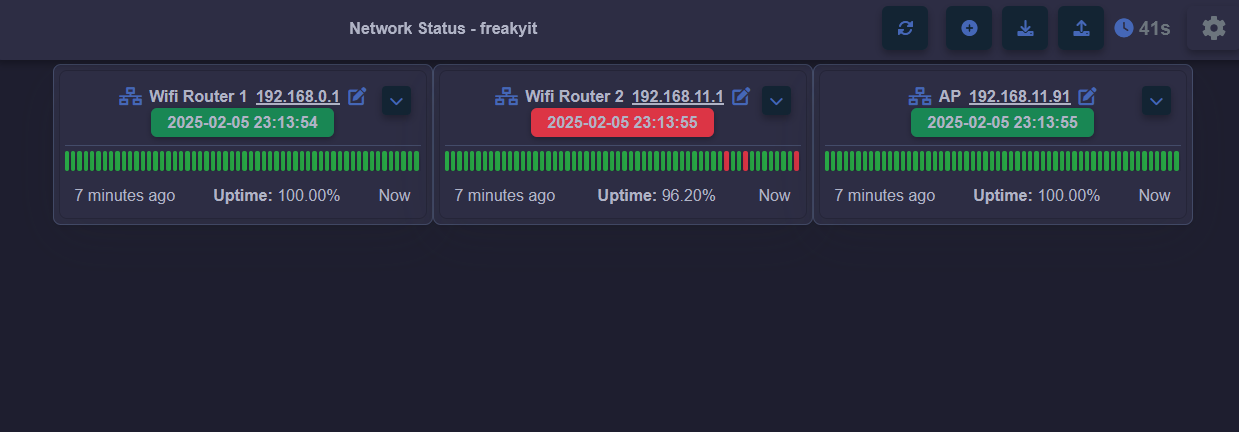 Network Status - freakyit
41s
Wifi Router 1 192.168.0.1
2025-02-05 23:13:54
7 minutes ago Uptime: 100.00% Now
Wifi Router 2 192.168.11.1
2025-02-05 23:13:55
7 minutes ago Uptime: 96.20% Now
AP 192.168.11.91
2025-02-05 23:13:55
7 minutes ago Uptime: 100.00% Now